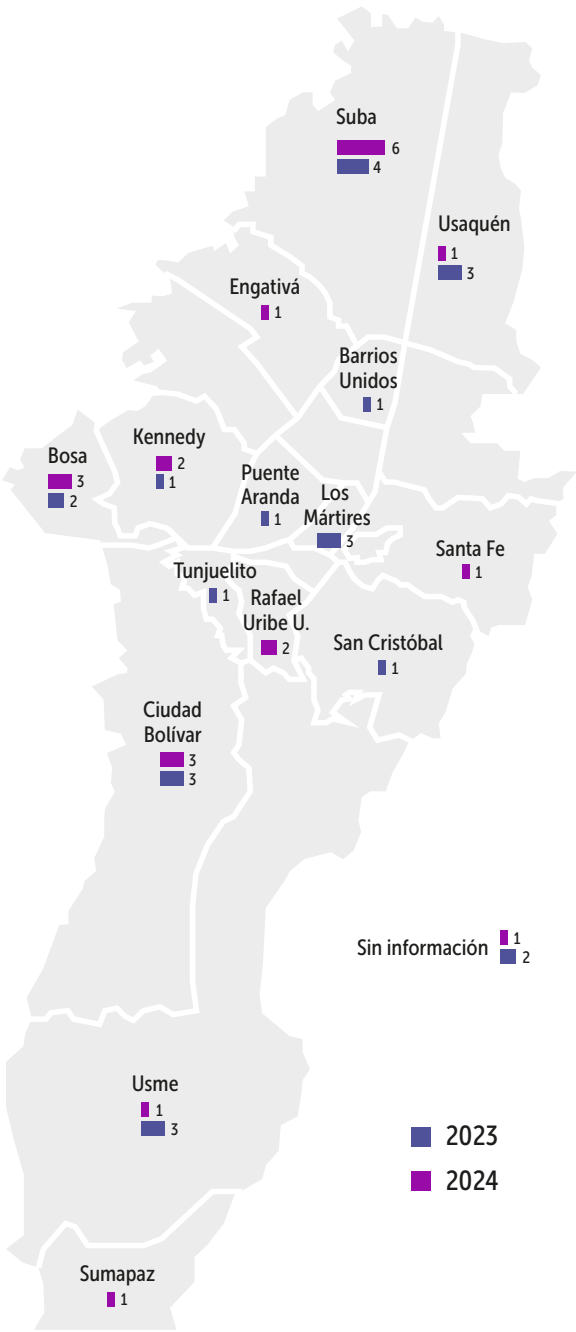 Suba
6
4
Usaquén
1
3
Engativá
1
Barrios
Unidos
1
Kennedy
2
1
Bosa
3
2
Puente
Aranda
1
Los
Mártires
3
Santa Fe
1
Tunjuelito
1
Rafael
Uribe U.
2
San Cristóbal
1
Ciudad
Bolívar
3
3
Sin información
1
2
Usme
1
3
2023
2024
Sumapaz
1